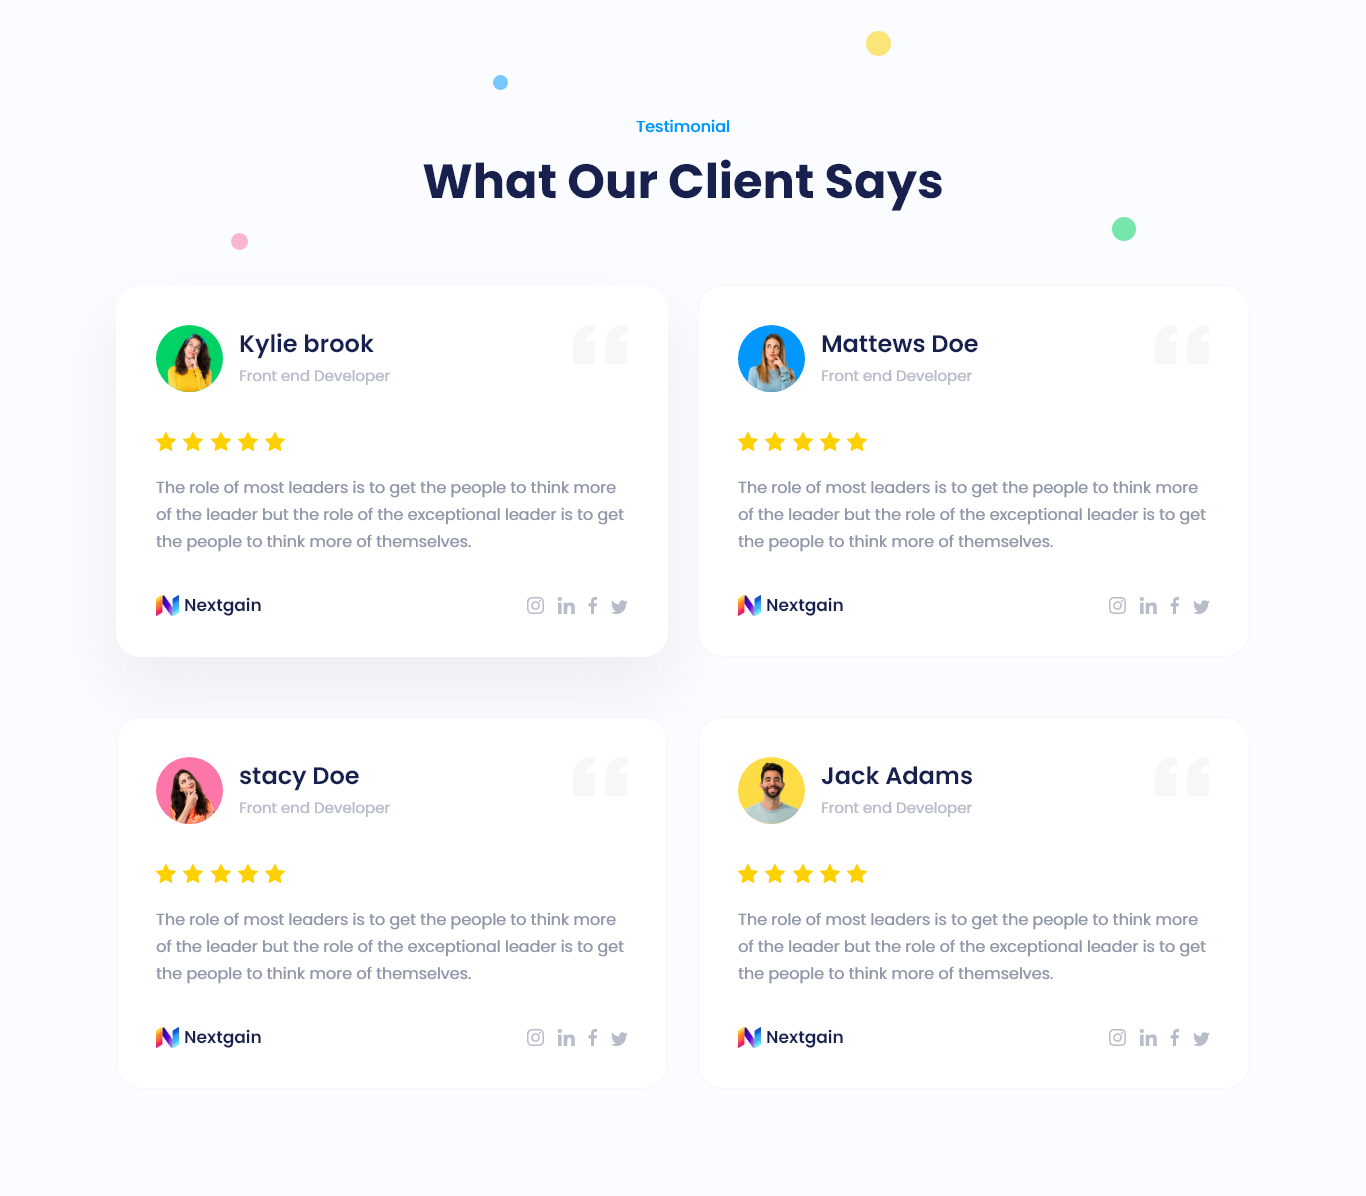 Testimonial
What Our Client Says
Kylie brook
Front end Developer
The role of most leaders is to get the people to think more
of the leader but the role of the exceptional leader is to get
the people to think more of themselves.
Nextgain
Mattews Doe
Front end Developer
The role of most leaders is to get the people to think more
of the leader but the role of the exceptional leader is to get
the people to think more of themselves.
Nextgain
stacy Doe
Front end Developer
The role of most leaders is to get the people to think more
of the leader but the role of the exceptional leader is to get
the people to think more of themselves.
Nextgain
Jack Adams
Front end Developer
The role of most leaders is to get the people to think more
of the leader but the role of the exceptional leader is to get
the people to think more of themselves.
Nextgain